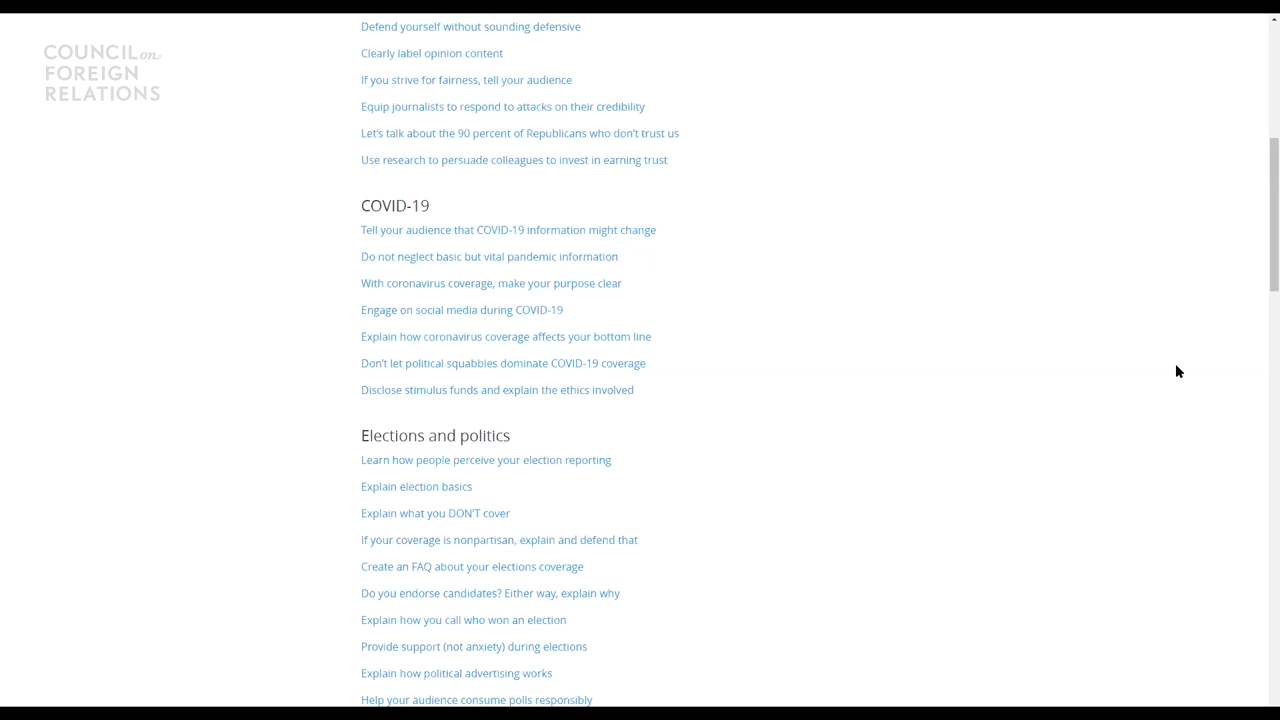 COUNCIL on
FOREIGN
RELATIONS
Defend yourself without sounding defensive
Clearly label opinion content
If you strive for fairness, tell your audience
Equip journalists to respond to attacks on their credibility
Let's talk about the 90 percent of Republicans who don't trust us
Use research to persuade colleagues to invest in earning trust
COVID-19
Tell your audience that COVID-19 information might change
Do not neglect basic but vital pandemic information
With coronavirus coverage, make your purpose clear
Engage on social media during COVID-19
Explain how coronavirus coverage affects your bottom line
Don't let political squabbles dominate COVID-19 coverage
Disclose stimulus funds and explain the ethics involved
Elections and politics
Learn how people perceive your election reporting
Explain election basics
Explain what you DON'T cover
If your coverage is nonpartisan, explain and defend that
Create an FAQ about your elections coverage
Do you endorse candidates? Either way, explain why
Explain how you call who won an election
Provide support (not anxiety) during elections
Explain how political advertising works
Help your audience consume polls responsibly